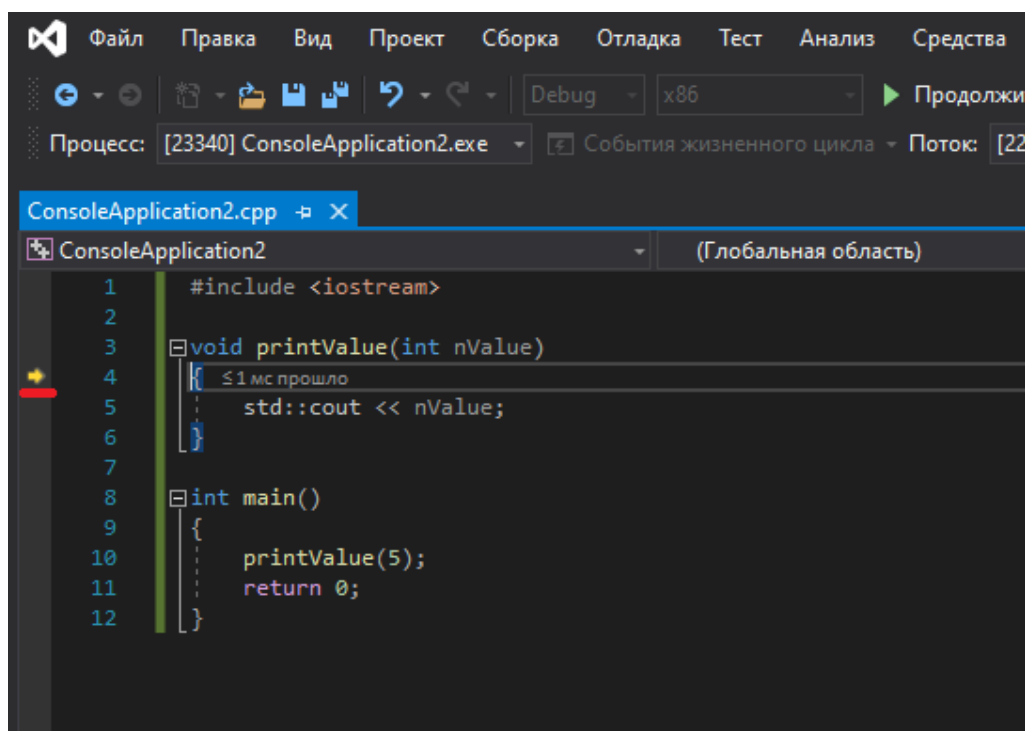 Файл Правка Вид Проект Сборка Отладка Тест Анализ Средства
Debug x86 Продолжи
Процесс: [23340] ConsoleApplication2.exe События жизненного цикла Поток: [22
ConsoleApplication2.cpp
ConsoleApplication2 (Глобальная область)
1 #include <iostream>
2
3 void printValue(int nValue)
4 { ≤ 1 мс прошло
5 std::cout << nValue;
6 }
7
8 int main()
9 {
10 printValue(5);
11 return 0;
12 }